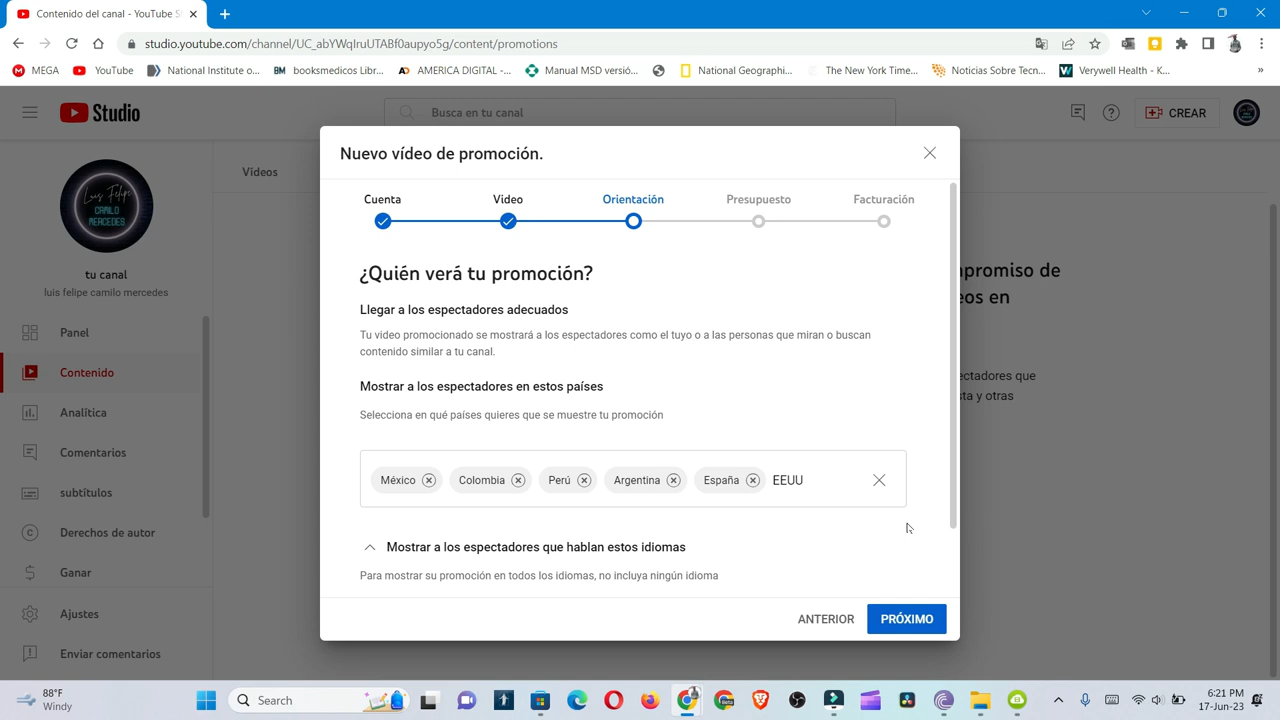 Contenido del canal - YouTube S
studio.youtube.com/channel/UC_abYWqIruUTABf0aupyo5g/content/promotions
MEGA
YouTube
National Institute o...
booksmedicos Unr...
AMERICA DIGITAL -...
Manual MSD versió...
National Geographi...
The New York Time...
Noticias Sobre Tecn...
Verywell Health - K...
»
Studio
Busca en tu canal
CREAR
Luis Felipe
CAMILO
MERCEDES
tu canal
luis felipe camilo mercedes
Panel
Contenido
Analítica
Comentarios
subtítulos
Derechos de autor
Ganar
Ajustes
Enviar comentarios
Vídeos
promiso de
eos en
ectadores que
sta y otras
Nuevo vídeo de promoción.
Cuenta
Video
Orientación
Presupuesto
Facturación
¿Quién verá tu promoción?
Llegar a los espectadores adecuados
Tu video promocionado se mostrará a los espectadores como el tuyo o a las personas que miran o buscan
contenido similar a tu canal.
Mostrar a los espectadores en estos países
Selecciona en qué países quieres que se muestre tu promoción
México
Colombia
Perú
Argentina
España
EEUU
Mostrar a los espectadores que hablan estos idiomas
Para mostrar su promoción en todos los idiomas, no incluya ningún idioma
ANTERIOR
PRÓXIMO
88°F
Windy
Search
6:21 PM
17-Jun-23